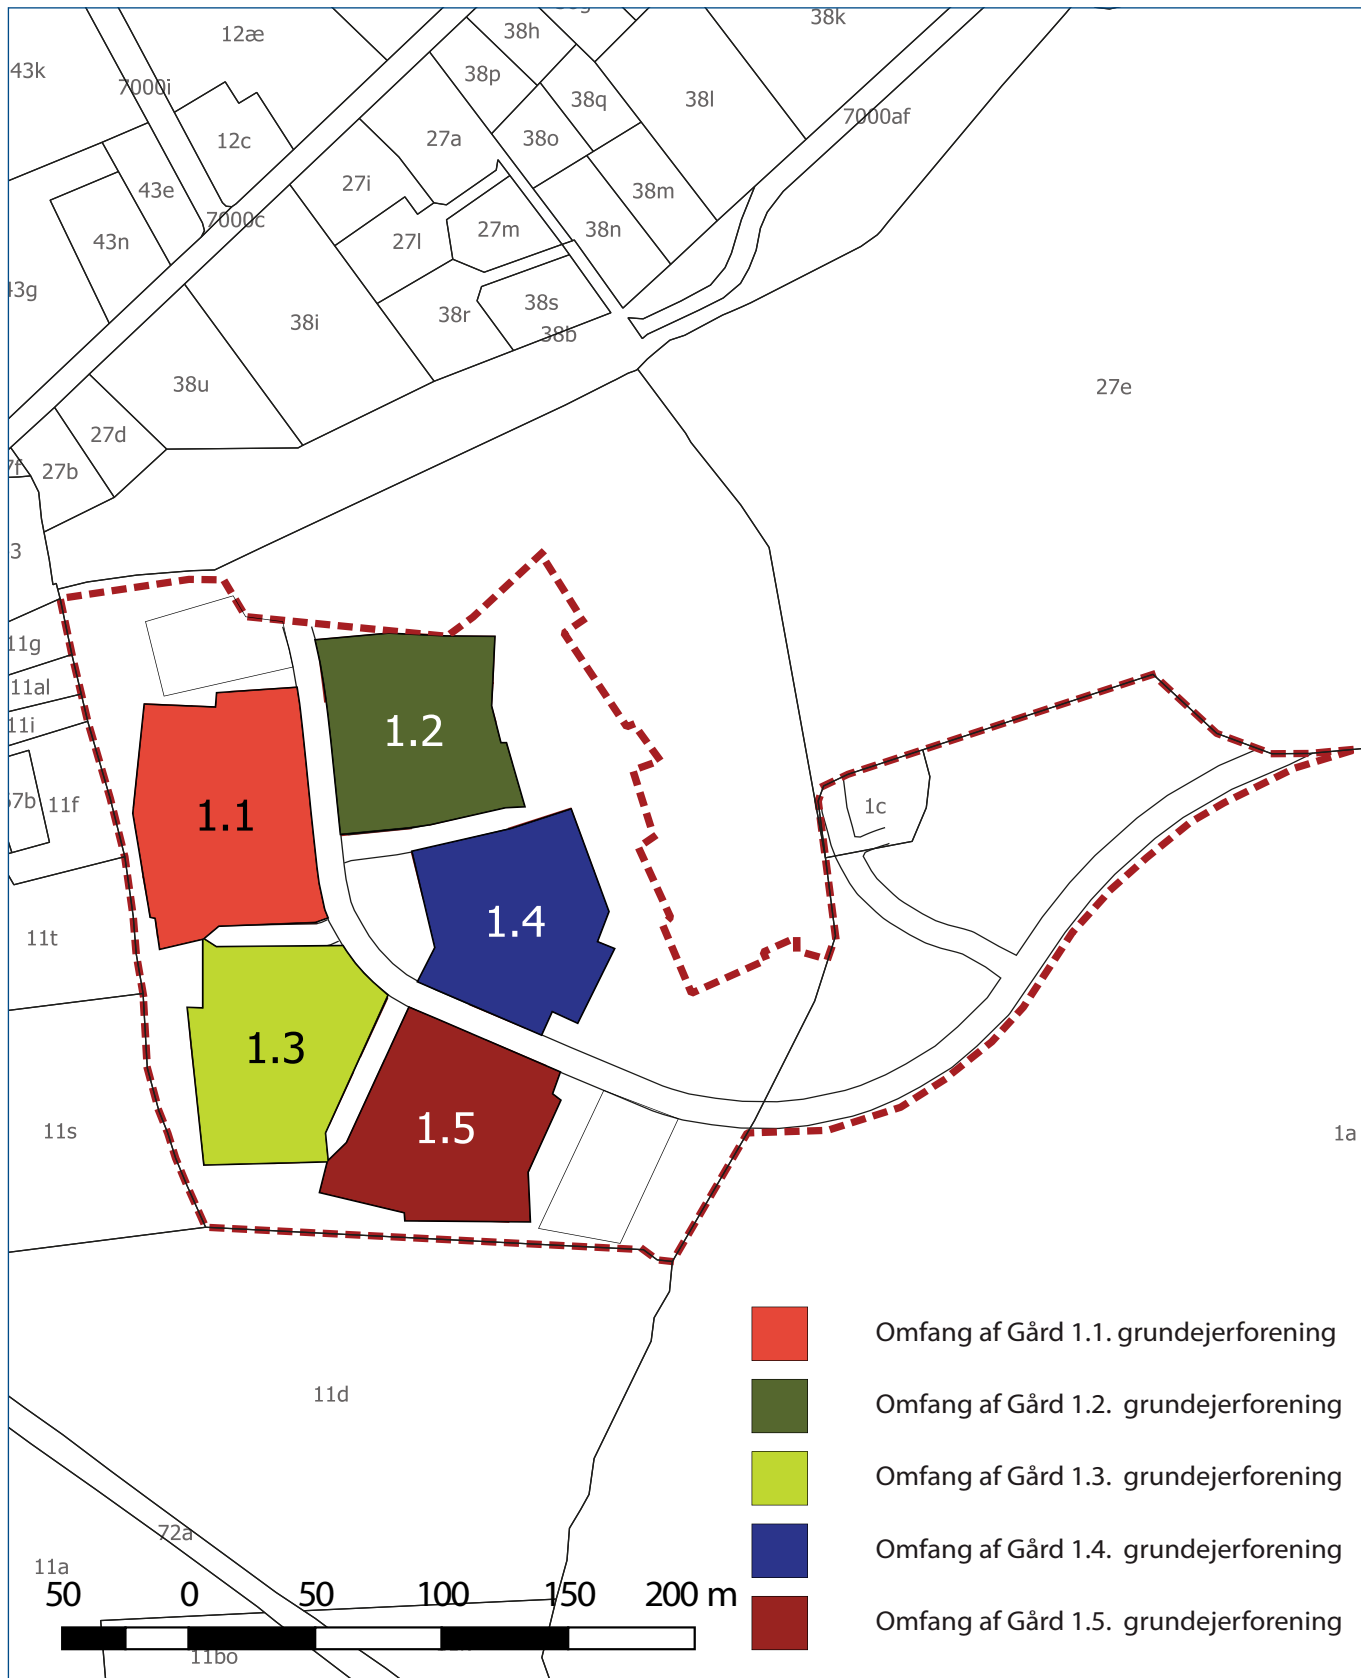 38k
12æ
38h
43k
38p
7000i
38q
38l
7000af
12c
27a
38o
27i
43e
38m
7000c
27m
38n
43n
27l
38s
38r
38i
38b
38u
27e
27d
27b
3
11g
11al
11i
1.2
11f
1c
1.1
1.4
11t
1.3
1.5
11s
1a
Omfang af Gård 1.1. grundejerforening
11d
Omfang af Gård 1.2. grundejerforening
Omfang af Gård 1.3. grundejerforening
72a
Omfang af Gård 1.4. grundejerforening
11a
50 0 50 100 150 200 m
Omfang af Gård 1.5. grundejerforening
11bo